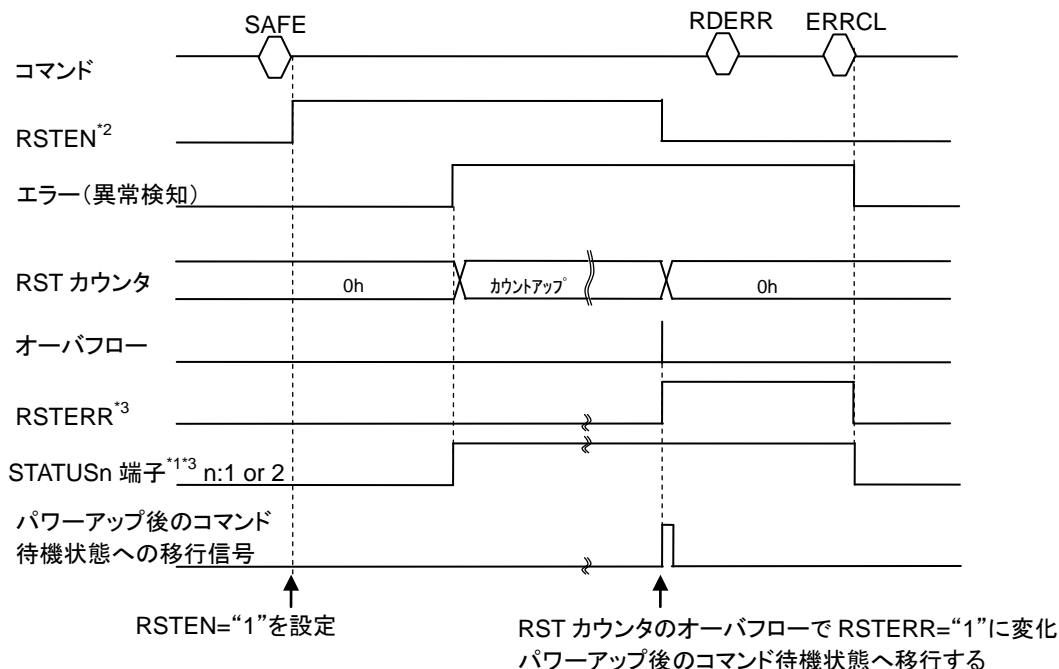 SAFE RDERR ERRCL
コマンド
RSTEN*2
エラー(異常検知)
RST カウンタ 0h カウントアップ 0h
オーバフロー
RSTERR*3
STATUSn 端子*1*3 n:1 or 2
パワーアップ後のコマンド
待機状態への移行信号
RSTEN=“1”を設定
RST カウンタのオーバフローで RSTERR=“1”に変化
パワーアップ後のコマンド待機状態へ移行する